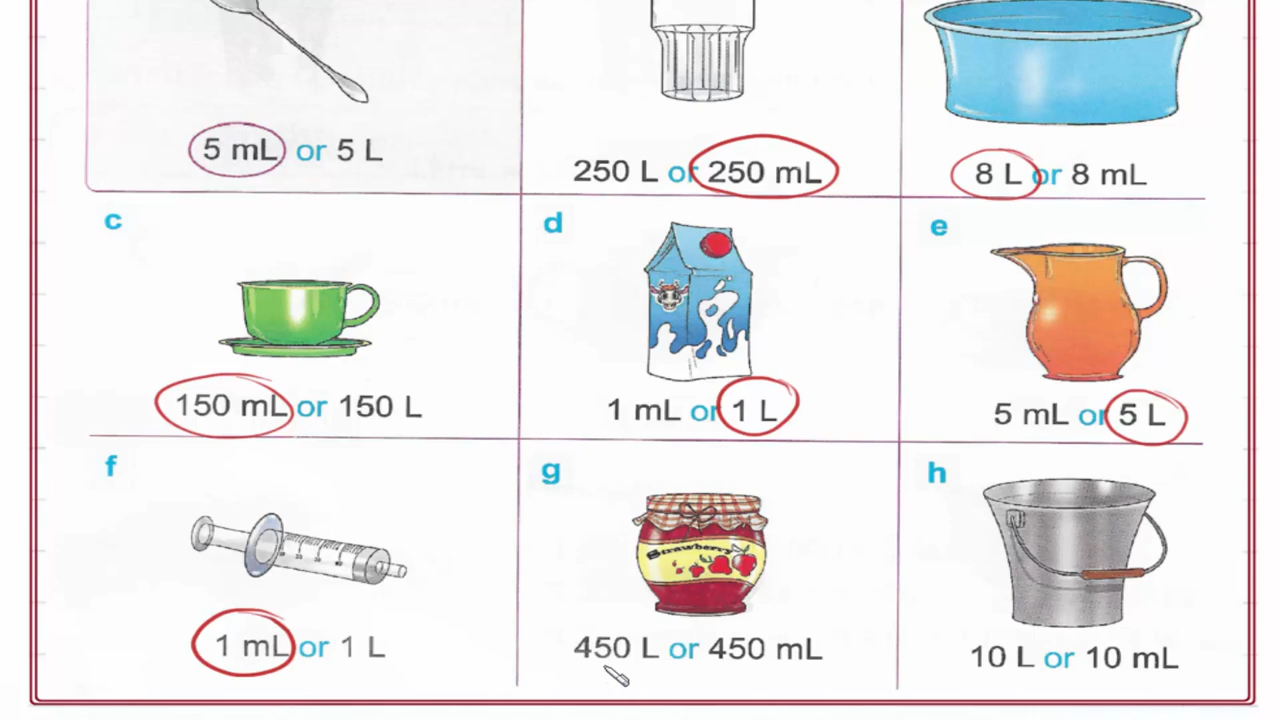 5 mL or 5 L
250 L or 250 mL
8 L or 8 mL
c
150 mL or 150 L
d
1 mL or 1 L
e
5 mL or 5 L
f
1 mL or 1 L
g
Strawberry
450 L or 450 mL
h
10 L or 10 mL